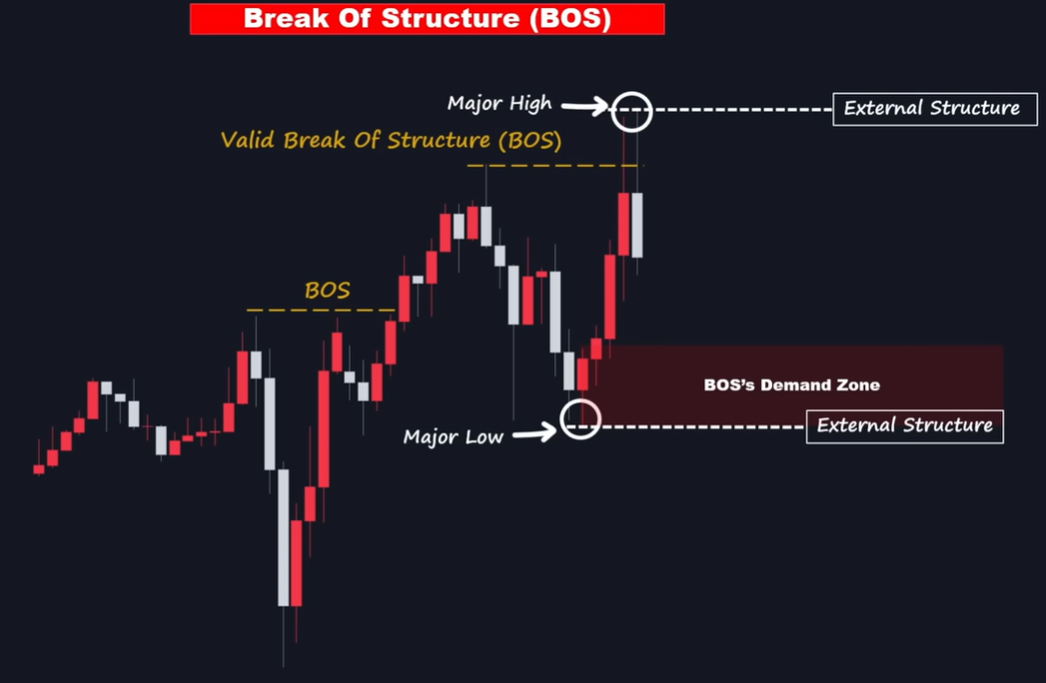 Break Of Structure (BOS)
Major High
External Structure
Valid Break Of Structure (BOS)
BOS
BOS's Demand Zone
Major Low
External Structure